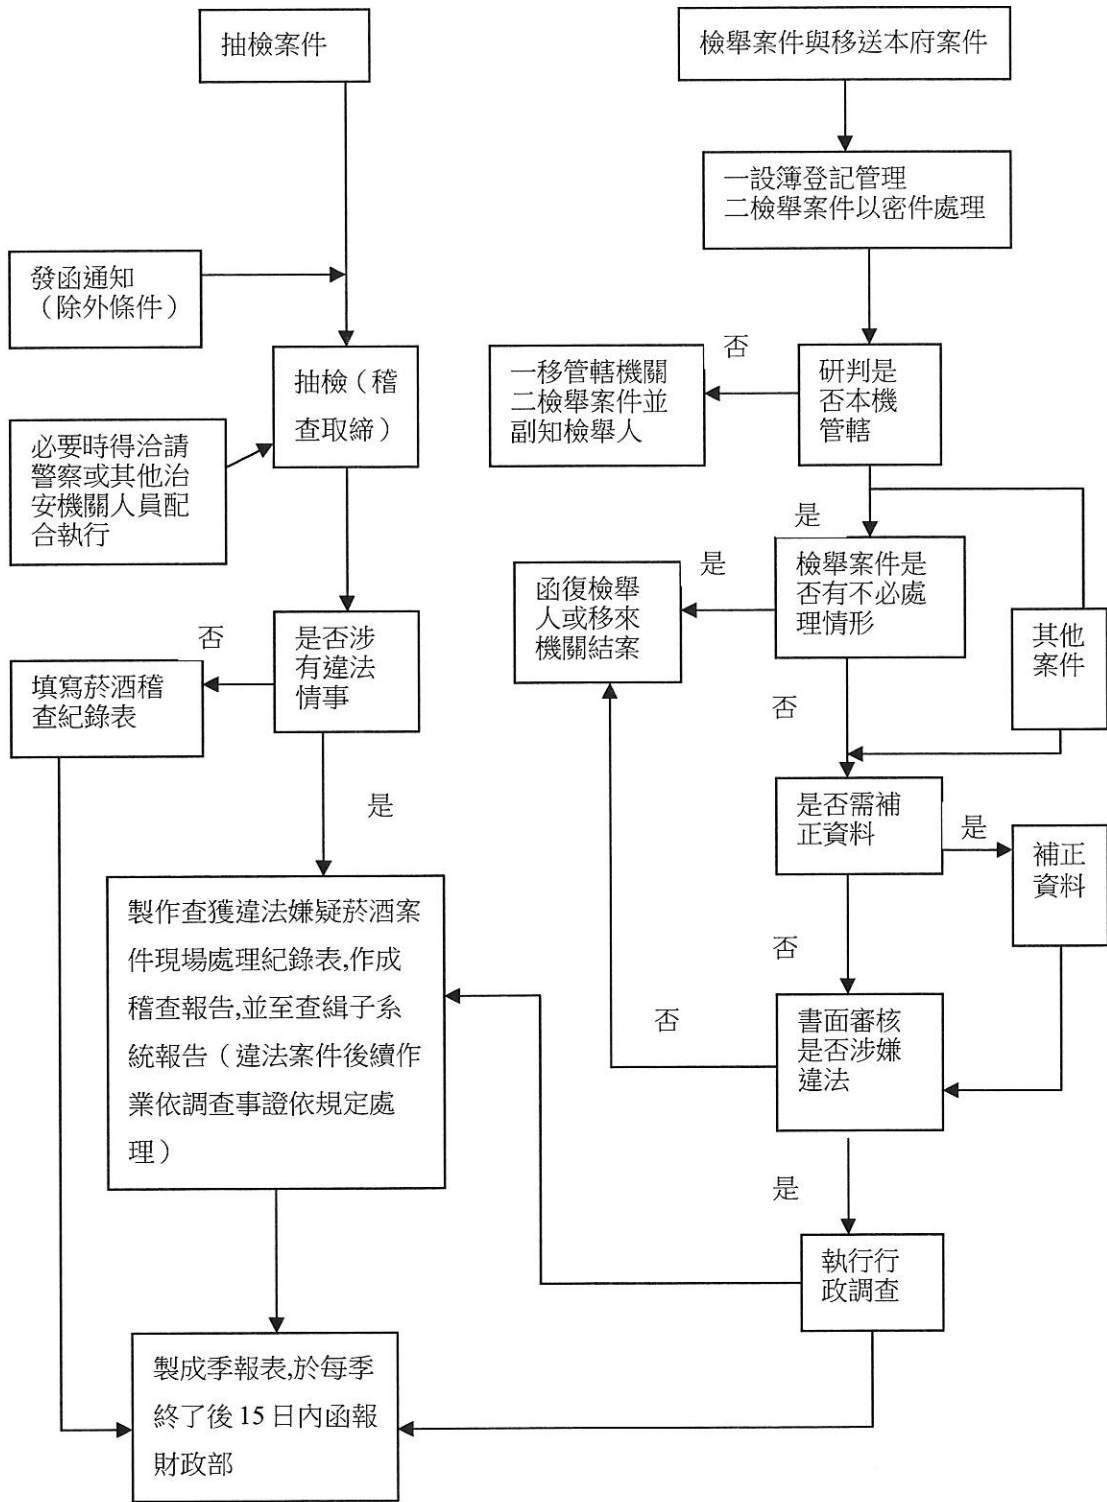 抽檢案件
檢舉案件與移送本府案件
一設簿登記管理
二檢舉案件以密件處理
發函通知
（除外條件）
抽檢（稽
查取締）
必要時得洽請
警察或其他治
安機關人員配
合執行
否
一移管轄機關
二檢舉案件並
副知檢舉人
研判是
否本機
管轄
是
檢舉案件是
否有不必處
理情形
是
函復檢舉
人或移來
機關結案
其他
案件
否
是否涉
有違法
情事
否
填寫菸酒稽
查紀錄表
是
是否需補
正資料
是
補正
資料
否
製作查獲違法嫌疑菸酒案
件現場處理紀錄表,作成
稽查報告,並至查緝子系
統報告（違法案件後續作
業依調查事證依規定處
理）
書面審核
是否涉嫌
違法
否
是
執行行
政調查
製成季報表,於每季
終了後 15 日內函報
財政部